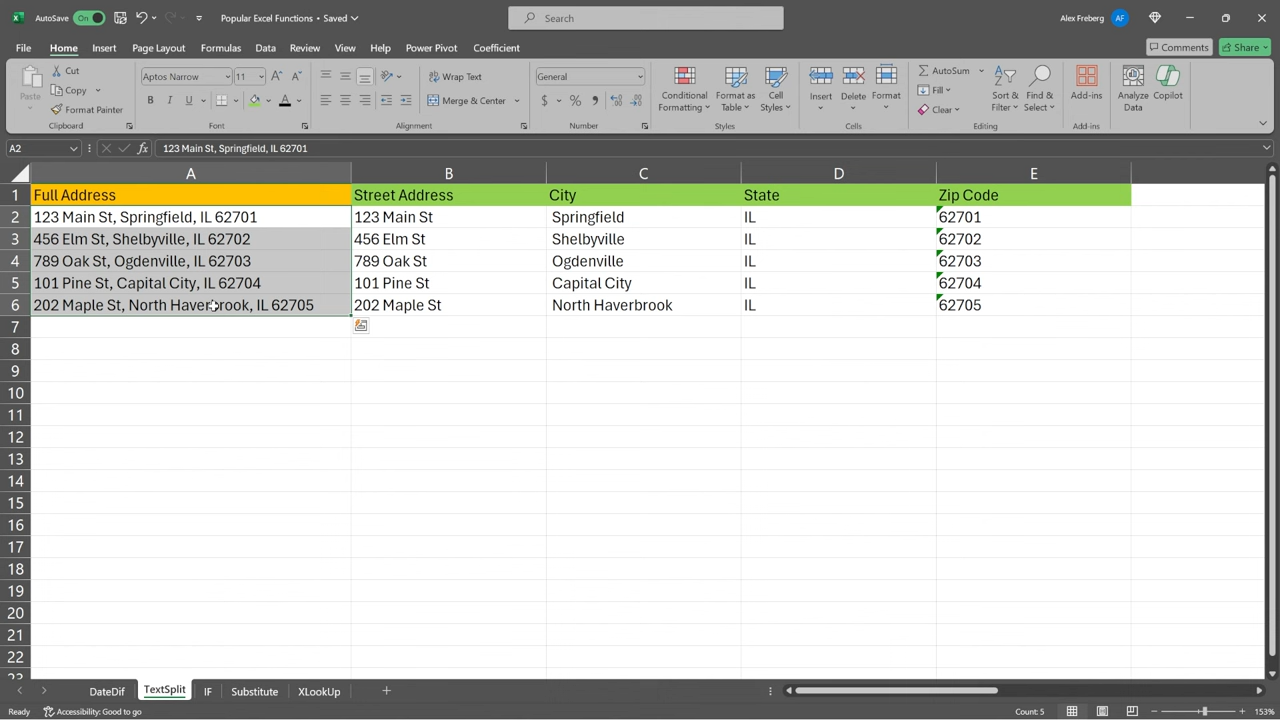 AutoSave On Popular Excel Functions • Saved Search Alex Freberg AF
File Home Insert Page Layout Formulas Data Review View Help Power Pivot Coefficient Comments Share
Paste Cut Copy Format Painter Clipboard
Aptos Narrow 11 A A B I U A Font
Wrap Text Merge & Center Alignment
General $ % , Number
Conditional Formatting Format as Table Cell Styles Styles
Insert Delete Format Cells
AutoSum Fill Clear Sort & Filter Find & Select Editing
Add-ins Add-ins
Analyze Data Copilot
A2 fx 123 Main St, Springfield, IL 62701
A B C D E
1 Full Address Street Address City State Zip Code
2 123 Main St, Springfield, IL 62701 123 Main St Springfield IL 62701
3 456 Elm St, Shelbyville, IL 62702 456 Elm St Shelbyville IL 62702
4 789 Oak St, Ogdenville, IL 62703 789 Oak St Ogdenville IL 62703
5 101 Pine St, Capital City, IL 62704 101 Pine St Capital City IL 62704
6 202 Maple St, North Haverbrook, IL 62705 202 Maple St North Haverbrook IL 62705
7
8
9
10
11
12
13
14
15
16
17
18
19
20
21
22
23
DateDif TextSplit IF Substitute XLookUp
Ready Accessibility: Good to go Count: 5 153%